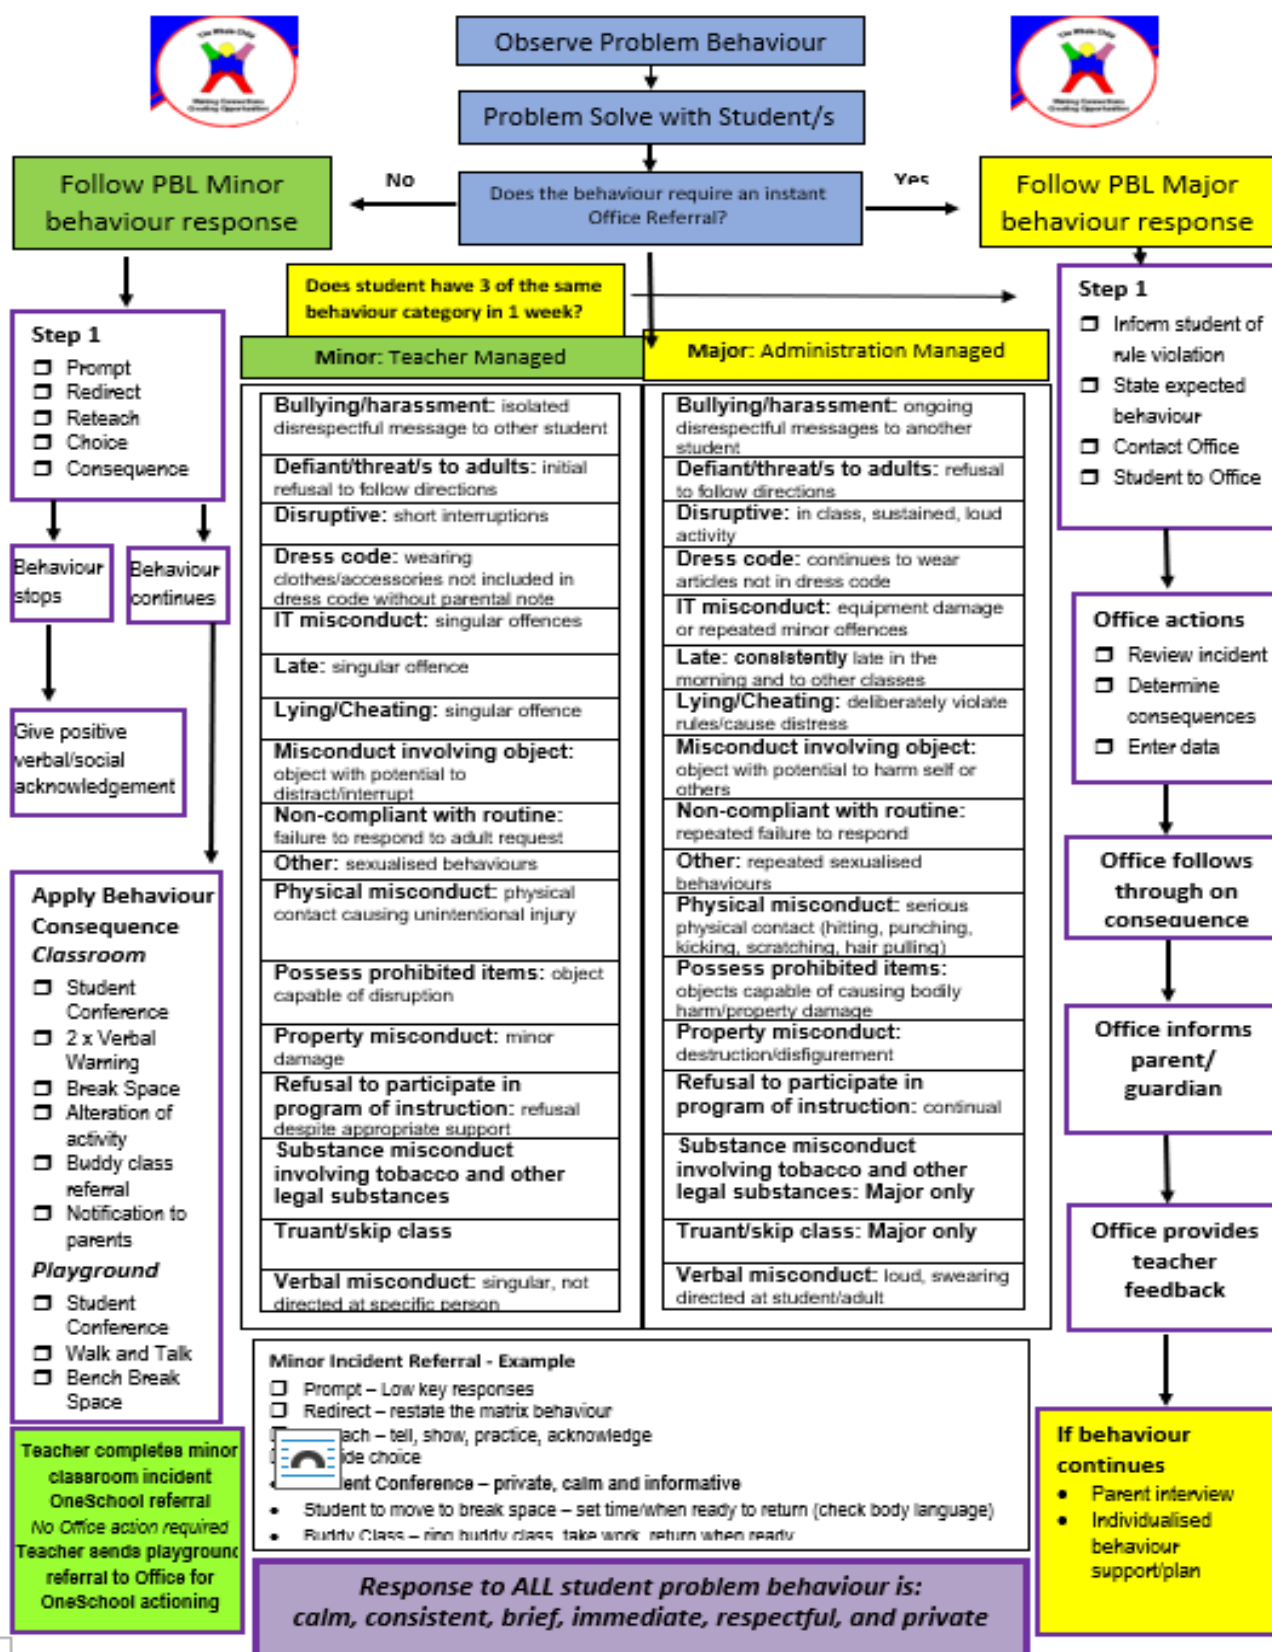 The Whole Child
Making Connections
Creating Opportunities
Observe Problem Behaviour
The Whole Child
Making Connections
Creating Opportunities
Problem Solve with Student/s
Follow PBL Minor
behaviour response
No
Does the behaviour require an instant
Office Referral?
Yes
Follow PBL Major
behaviour response
Does student have 3 of the same
behaviour category in 1 week?
Step 1
Prompt
Redirect
Reteach
Choice
Consequence
Behaviour
stops
Behaviour
continues
Give positive
verbal/social
acknowledgement
Apply Behaviour
Consequence
Classroom
Student
Conference
2 x Verbal
Warning
Break Space
Alteration of
activity
Buddy class
referral
Notification to
parents
Playground
Student
Conference
Walk and Talk
Bench Break
Space
Teacher completes minor
classroom incident
OneSchool referral
No Office action required
Teacher sends playground
referral to Office for
OneSchool actioning
Minor: Teacher Managed
Bullying/harassment: isolated
disrespectful message to other student
Defiant/threat/s to adults: initial
refusal to follow directions
Disruptive: short interruptions
Dress code: wearing
clothes/accessories not included in
dress code without parental note
IT misconduct: singular offences
Late: singular offence
Lying/Cheating: singular offence
Misconduct involving object:
object with potential to
distract/interrupt
Non-compliant with routine:
failure to respond to adult request
Other: sexualised behaviours
Physical misconduct: physical
contact causing unintentional injury
Possess prohibited items: object
capable of disruption
Property misconduct: minor
damage
Refusal to participate in
program of instruction: refusal
despite appropriate support
Substance misconduct
involving tobacco and other
legal substances
Truant/skip class
Verbal misconduct: singular, not
directed at specific person
Major: Administration Managed
Bullying/harassment: ongoing
disrespectful messages to another
student
Defiant/threat/s to adults: refusal
to follow directions
Disruptive: in class, sustained, loud
activity
Dress code: continues to wear
articles not in dress code
IT misconduct: equipment damage
or repeated minor offences
Late: consistently late in the
morning and to other classes
Lying/Cheating: deliberately violate
rules/cause distress
Misconduct involving object:
object with potential to harm self or
others
Non-compliant with routine:
repeated failure to respond
Other: repeated sexualised
behaviours
Physical misconduct: serious
physical contact (hitting, punching,
kicking, scratching, hair pulling)
Possess prohibited items:
objects capable of causing bodily
harm/property damage
Property misconduct:
destruction/disfigurement
Refusal to participate in
program of instruction: continual
Substance misconduct
involving tobacco and other
legal substances: Major only
Truant/skip class: Major only
Verbal misconduct: loud, swearing
directed at student/adult
Step 1
Inform student of
rule violation
State expected
behaviour
Contact Office
Student to Office
Office actions
Review incident
Determine
consequences
Enter data
Office follows
through on
consequence
Office informs
parent/
guardian
Office provides
teacher
feedback
If behaviour
continues
Parent interview
Individualised
behaviour
support/plan
Minor Incident Referral - Example
Prompt – Low key responses
Redirect – restate the matrix behaviour
ach – tell, show, practice, acknowledge
ide choice
ent Conference – private, calm and informative
Student to move to break space – set time/when ready to return (check body language)
Buddy Class – ring buddy class, take work, return when ready
Response to ALL student problem behaviour is:
calm, consistent, brief, immediate, respectful, and private